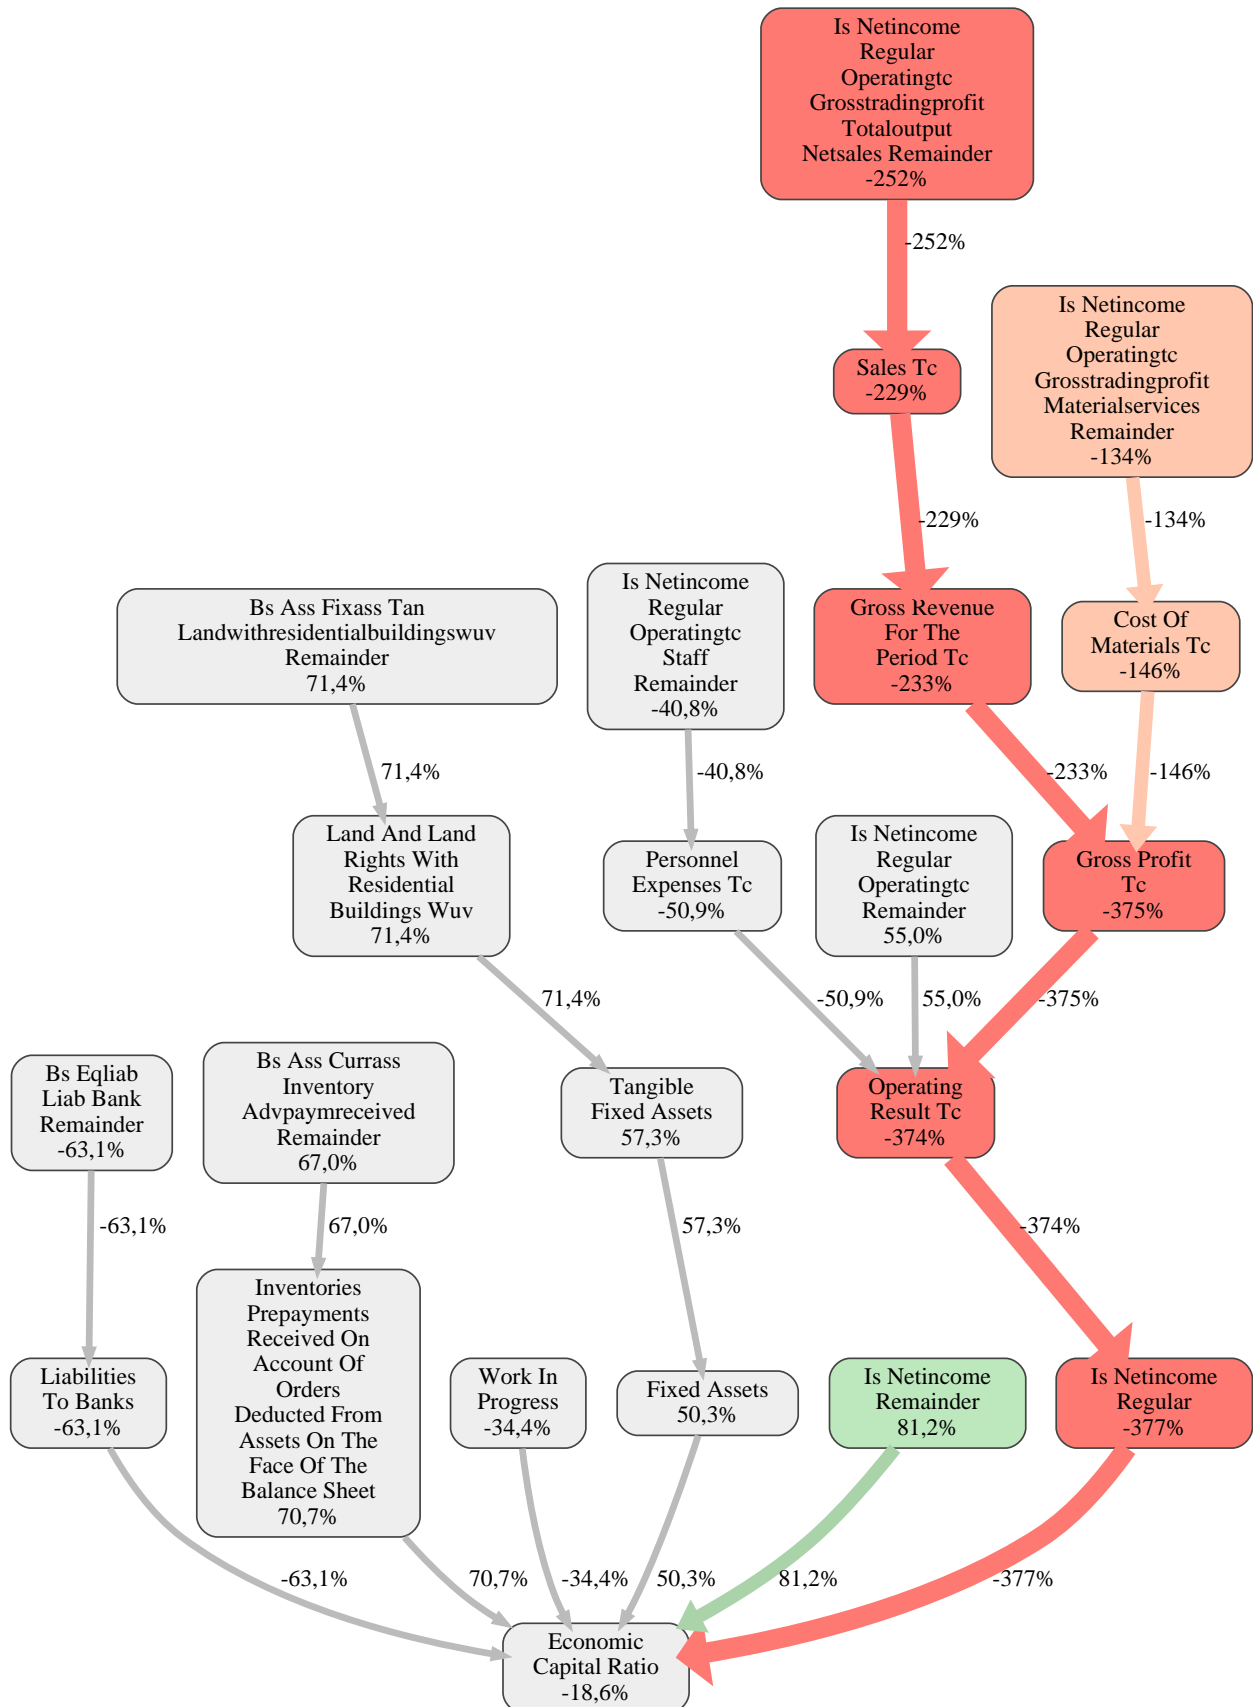 Is Netincome
Regular
Operatingtc
Grosstradingprofit
Totaloutput
Netsales Remainder
-252%
-252%
Is Netincome
Regular
Operatingtc
Grosstradingprofit
Materialservices
Remainder
-134%
Sales Tc
-229%
-229%
-134%
Bs Ass Fixass Tan
Landwithresidentialbuildingswuv
Remainder
71,4%
Is Netincome
Regular
Operatingtc
Staff
Remainder
-40,8%
Gross Revenue
For The
Period Tc
-233%
Cost Of
Materials Tc
-146%
71,4%
-40,8%
-233%
-146%
Land And Land
Rights With
Residential
Buildings Wuv
71,4%
Personnel
Expenses Tc
-50,9%
Is Netincome
Regular
Operatingtc
Remainder
55,0%
Gross Profit
Tc
-375%
71,4%
-50,9%
55,0%
-375%
Bs Eqliab
Liab Bank
Remainder
-63,1%
Bs Ass Currass
Inventory
Advpaymreceived
Remainder
67,0%
Tangible
Fixed Assets
57,3%
Operating
Result Tc
-374%
-63,1%
67,0%
57,3%
-374%
Liabilities
To Banks
-63,1%
Inventories
Prepayments
Received On
Account Of
Orders
Deducted From
Assets On The
Face Of The
Balance Sheet
70,7%
Work In
Progress
-34,4%
Fixed Assets
50,3%
Is Netincome
Remainder
81,2%
Is Netincome
Regular
-377%
-63,1%
70,7%
-34,4%
50,3%
81,2%
-377%
Economic
Capital Ratio
-18,6%